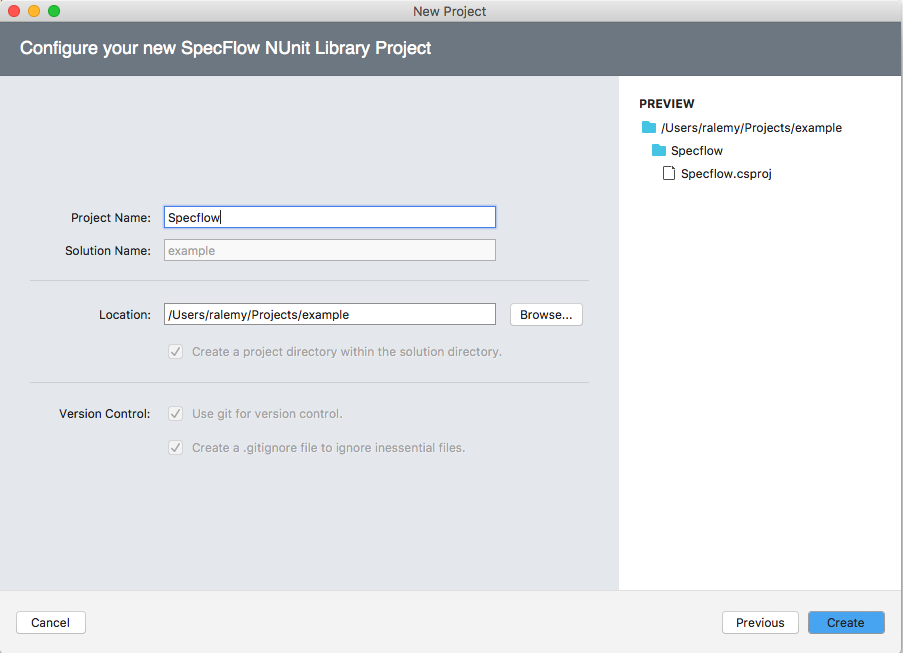 New Project
Configure your new SpecFlow NUnit Library Project
Project Name: Specflow
Solution Name: example
Location: /Users/ralemy/Projects/example Browse...
Create a project directory within the solution directory.
Version Control: Use git for version control.
Create a .gitignore file to ignore inessential files.
PREVIEW
/Users/ralemy/Projects/example
Specflow
Specflow.csproj
Cancel Previous Create